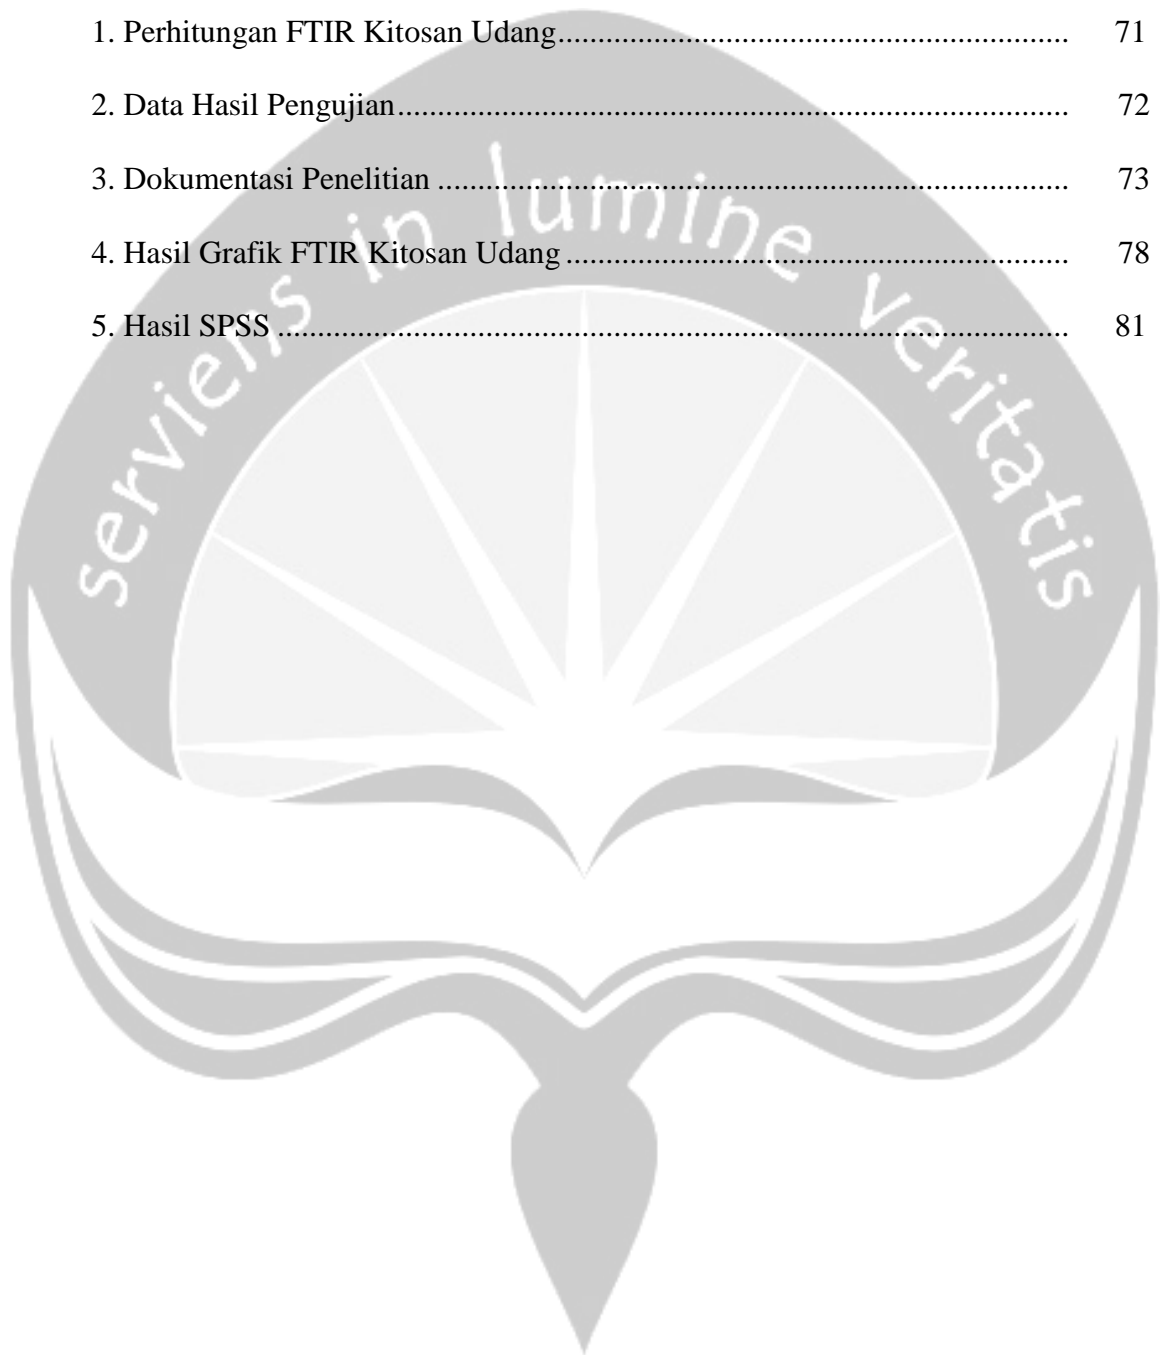 1. Perhitungan FTIR Kitosan Udang............................................................... 71
2. Data Hasil Pengujian.................................................................................... 72
3. Dokumentasi Penelitian ............................................................................... 73
4. Hasil Grafik FTIR Kitosan Udang ............................................................... 78
5. Hasil SPSS ................................................................................................... 81
serviens in lumine veritatis